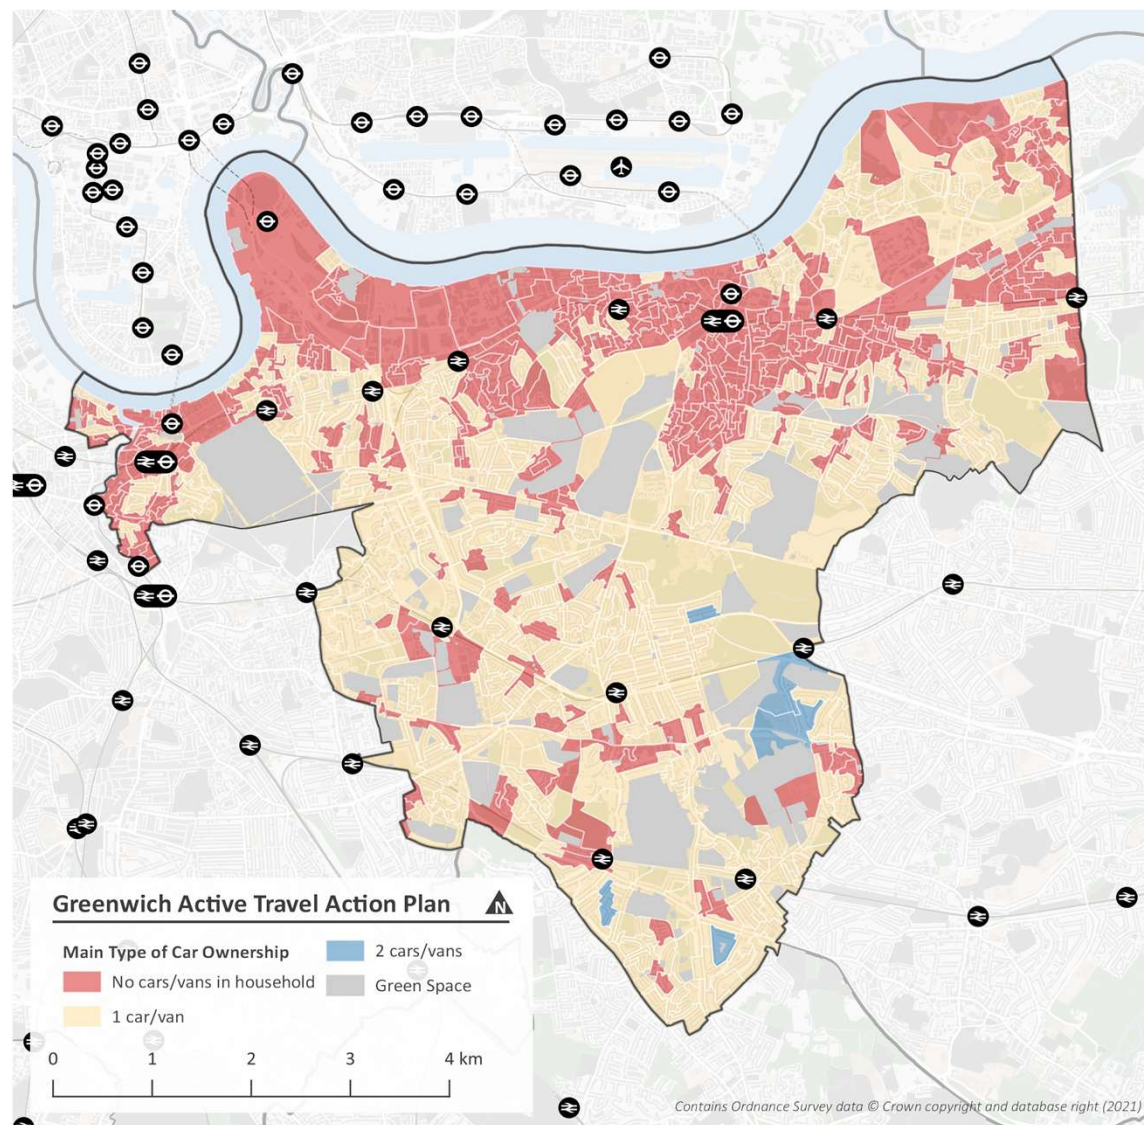 Greenwich Active Travel Action Plan
N
Main Type of Car Ownership
No cars/vans in household
1 car/van
2 cars/vans
Green Space
0 1 2 3 4 km
Contains Ordnance Survey data © Crown copyright and database right (2021)